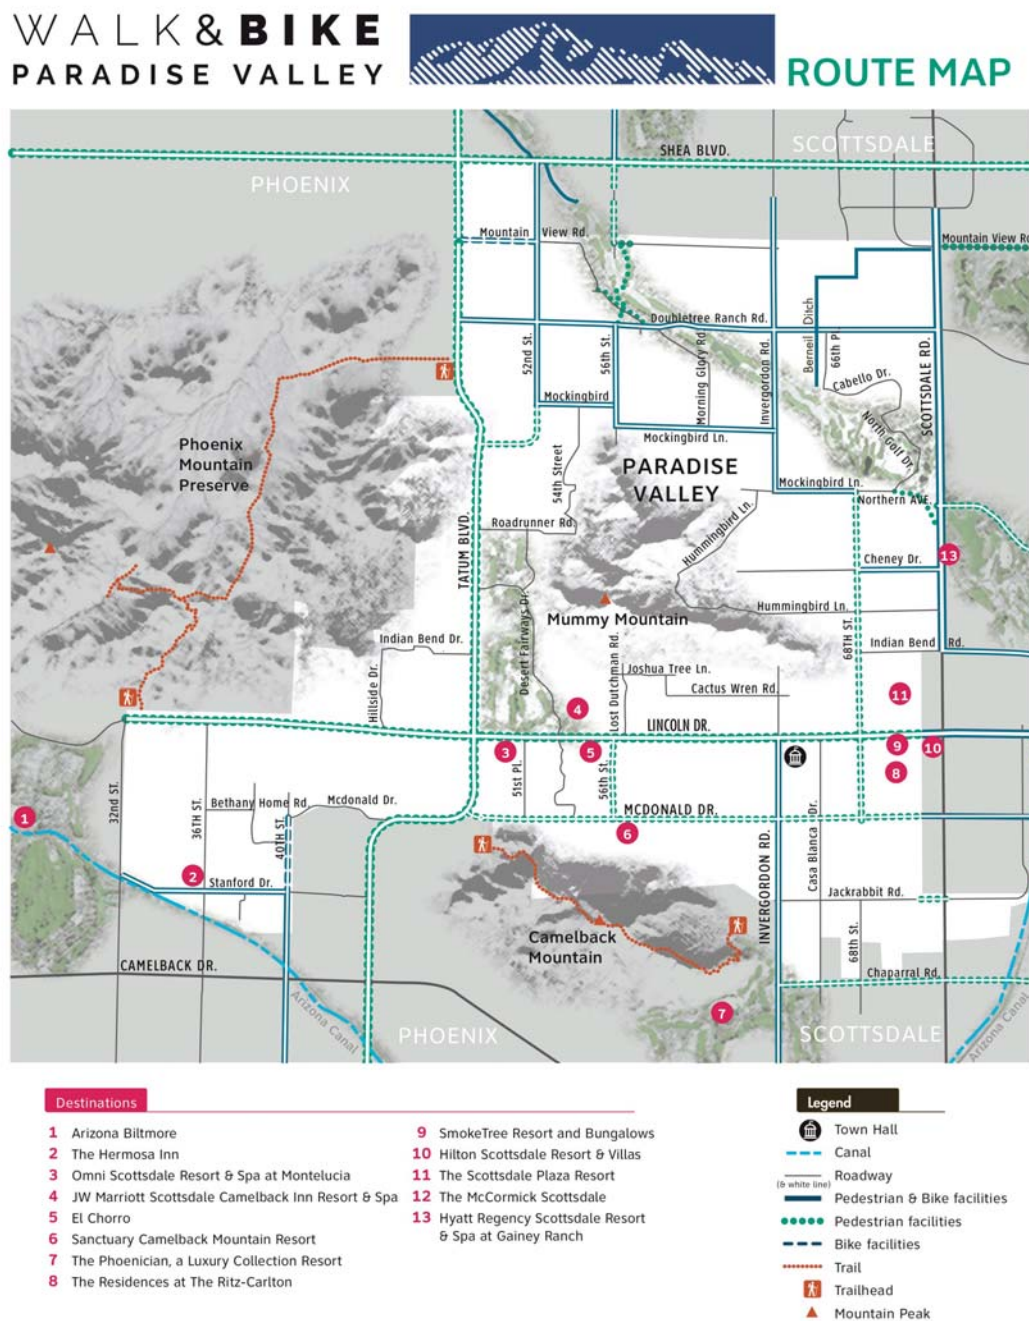 WALK & BIKE
PARADISE VALLEY
ROUTE MAP
SHEA BLVD.
SCOTTSDALE
PHOENIX
Mountain View Rd.
Mountain View Rd
Doubletree Ranch Rd.
52nd St.
56th St.
Morning Glory Rd.
Invergordon Rd.
Berneil Ditch
66th P
SCOTTSDALE RD.
Cabello Dr.
Mockingbird
North Golf Dr.
Phoenix
Mountain
Preserve
54th Street
Mockingbird Ln.
PARADISE
VALLEY
Mockingbird Ln.
Northern AVE.
Roadrunner Rd.
TATUM BLVD.
Hummingbird Ln.
Cheney Dr.
13
Desert Fairways Dr.
Mummy Mountain
Hummingbird Ln.
68TH ST.
Indian Bend Dr.
Indian Bend Rd.
Hillside Dr.
Lost Dutchman Rd.
Joshua Tree Ln.
Cactus Wren Rd.
11
4
LINCOLN DR.
3
5
9
10
8
32nd ST.
36TH ST.
51st Pl.
56th St.
1
Bethany Home Rd.
Mcdonald Dr.
40TH ST.
MCDONALD DR.
6
INVERGORDON RD.
Casa Blanca Dr.
2
Stanford Dr.
Jackrabbit Rd.
68th St.
Camelback
Mountain
CAMELBACK DR.
Chaparral Rd.
7
Arizona Canal
PHOENIX
SCOTTSDALE
Arizona Canal
Destinations
1 Arizona Biltmore
2 The Hermosa Inn
3 Omni Scottsdale Resort & Spa at Montelucia
4 JW Marriott Scottsdale Camelback Inn Resort & Spa
5 El Chorro
6 Sanctuary Camelback Mountain Resort
7 The Phoenician, a Luxury Collection Resort
8 The Residences at The Ritz-Carlton
9 SmokeTree Resort and Bungalows
10 Hilton Scottsdale Resort & Villas
11 The Scottsdale Plaza Resort
12 The McCormick Scottsdale
13 Hyatt Regency Scottsdale Resort
& Spa at Gainey Ranch
Legend
Town Hall
Canal
Roadway
(& white line)
Pedestrian & Bike facilities
Pedestrian facilities
Bike facilities
Trail
Trailhead
Mountain Peak